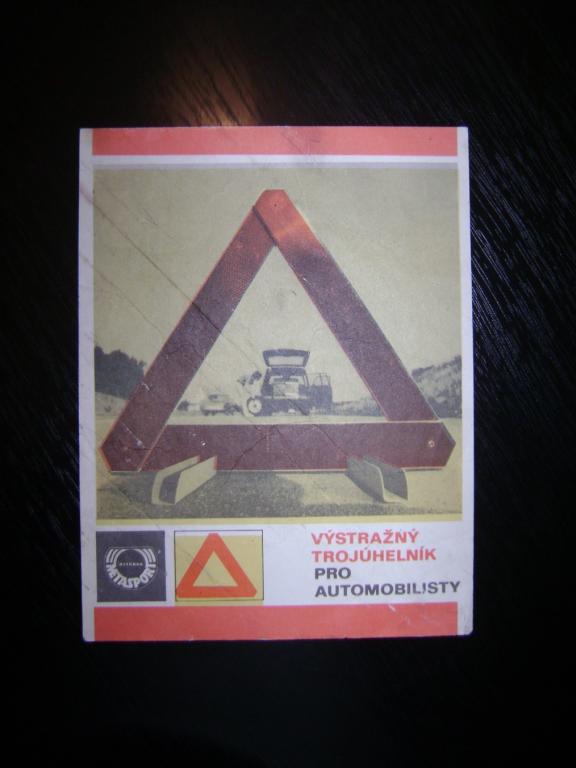 METASPORT
VÝSTRAŽNÝ
TROJÚHELNÍK
PRO
AUTOMOBILISTY